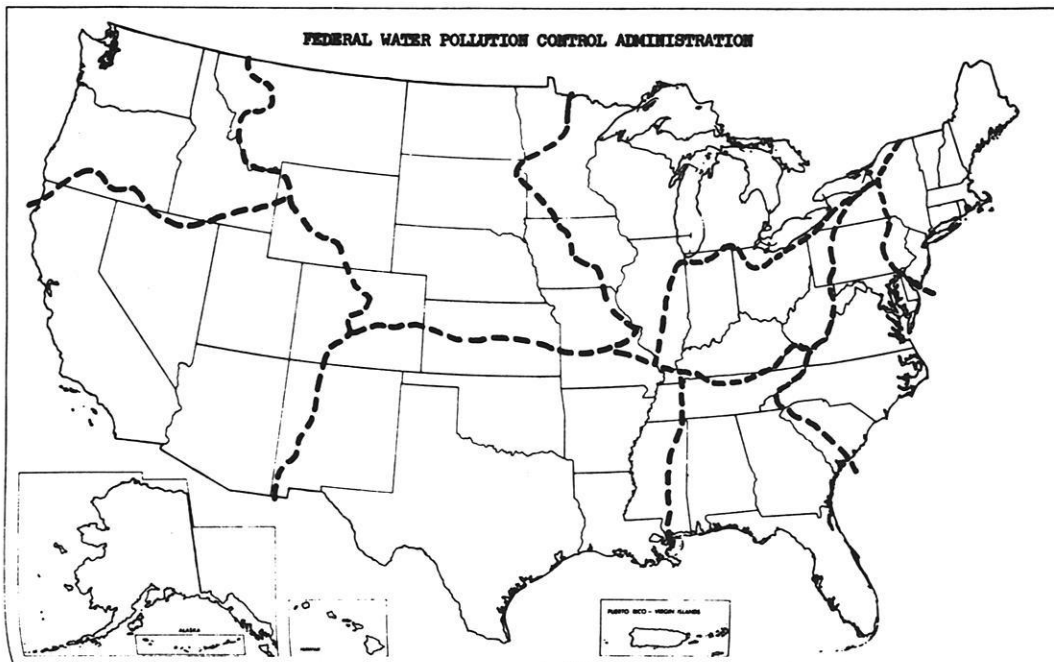 FEDERAL WATER POLLUTION CONTROL ADMINISTRATION
ALASKA
PUERTO RICO - VIRGIN ISLANDS